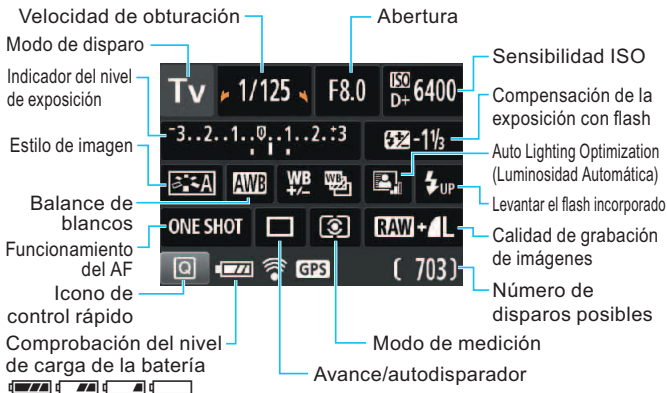 Velocidad de obturación
Abertura
Modo de disparo
Sensibilidad ISO
Indicador del nivel
de exposición
Tv 1/125 F8.0 ISO D+ 6400
Compensación de la
exposición con flash
-3..2..1..0..1..2.:+3 -1⅓
Estilo de imagen
Auto Lighting Optimization
(Luminosidad Automática)
A AWB WB +/- WB UP
Levantar el flash incorporado
Balance de
blancos
ONE SHOT RAW+L
Calidad de grabación
de imágenes
Funcionamiento
del AF
Q GPS ( 703)
Icono de
control rápido
Número de
disparos posibles
Comprobación del nivel
de carga de la batería
Modo de medición
Avance/autodisparador